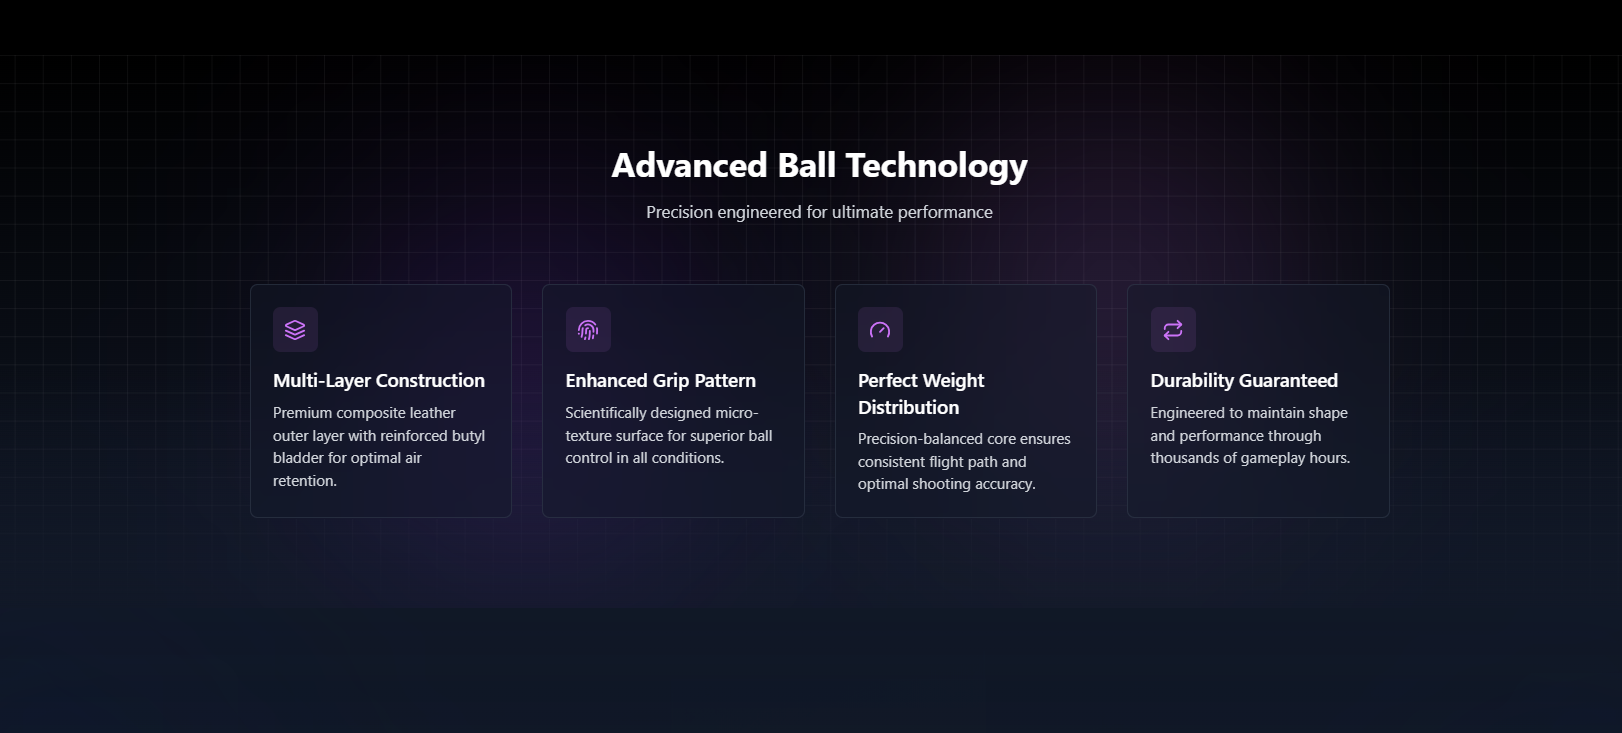 Advanced Ball Technology
Precision engineered for ultimate performance
Multi-Layer Construction
Premium composite leather
outer layer with reinforced butyl
bladder for optimal air
retention.
Enhanced Grip Pattern
Scientifically designed micro-
texture surface for superior ball
control in all conditions.
Perfect Weight
Distribution
Precision-balanced core ensures
consistent flight path and
optimal shooting accuracy.
Durability Guaranteed
Engineered to maintain shape
and performance through
thousands of gameplay hours.